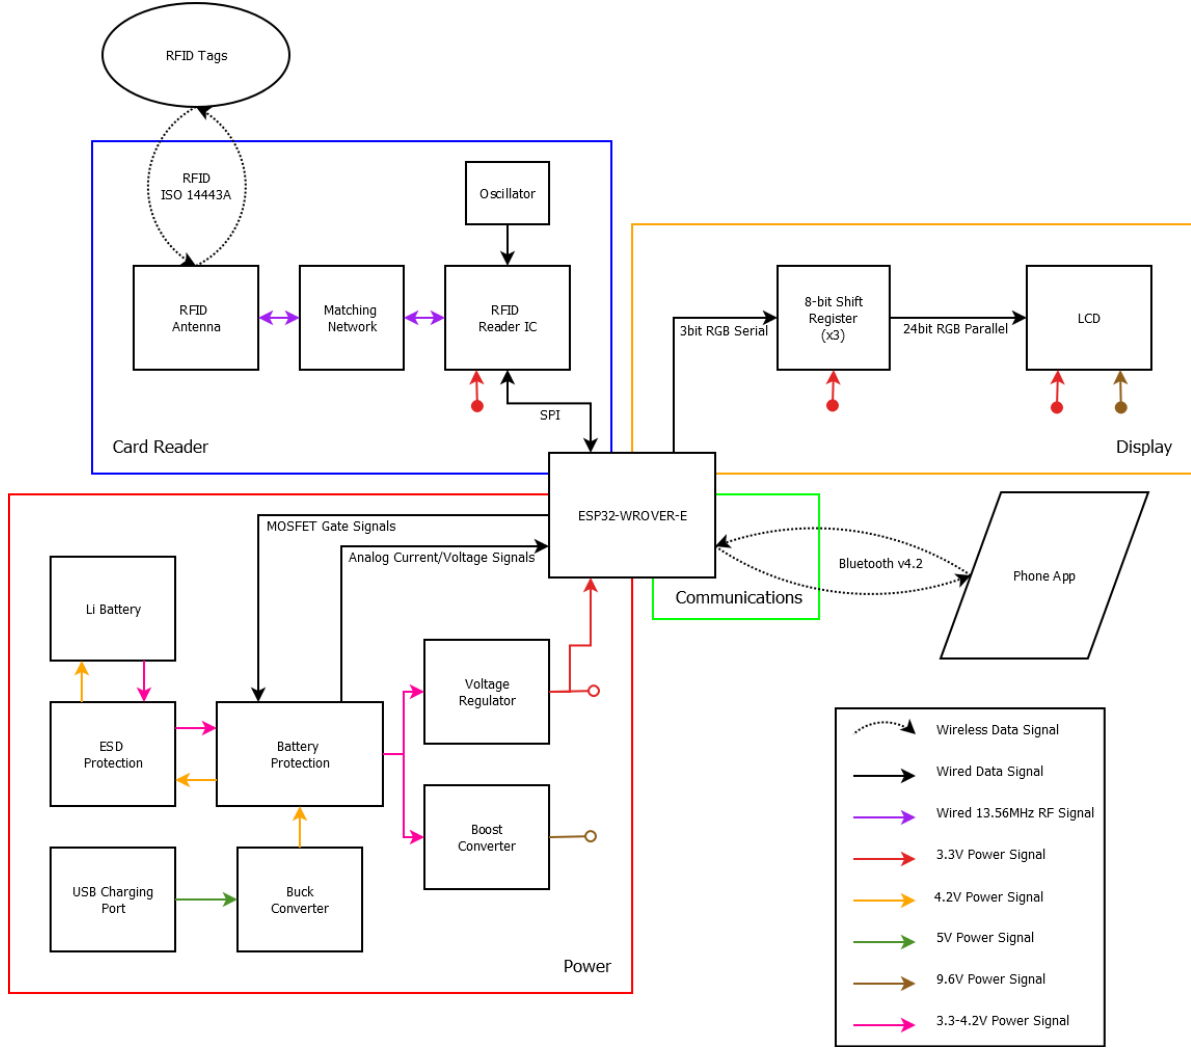 RFID Tags
RFID
ISO 14443A
Oscillator
RFID
Antenna
Matching
Network
RFID
Reader IC
SPI
Card Reader
3bit RGB Serial
8-bit Shift
Register
(x3)
24bit RGB Parallel
LCD
Display
ESP32-WROVER-E
MOSFET Gate Signals
Analog Current/Voltage Signals
Bluetooth v4.2
Phone App
Communications
Li Battery
ESD
Protection
Battery
Protection
Voltage
Regulator
Boost
Converter
USB Charging
Port
Buck
Converter
Power
Wireless Data Signal
Wired Data Signal
Wired 13.56MHz RF Signal
3.3V Power Signal
4.2V Power Signal
5V Power Signal
9.6V Power Signal
3.3-4.2V Power Signal